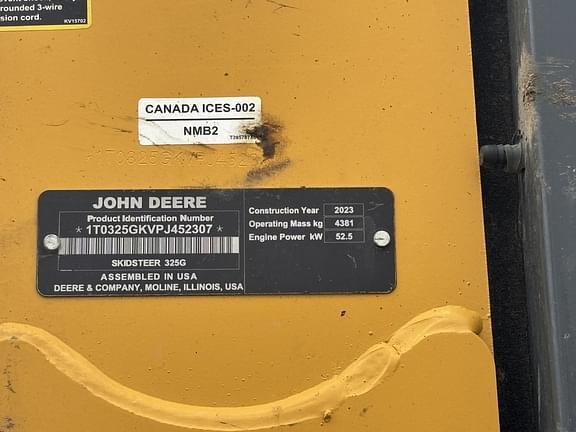 rounded 3-wire
sion cord.
KV15702
CANADA ICES-002
NMB2
JOHN DEERE
Product Identification Number
* 1T0325GKVPJ452307 *
SKIDSTEER 325G
ASSEMBLED IN USA
DEERE & COMPANY, MOLINE, ILLINOIS, USA
Construction Year 2023
Operating Mass kg 4381
Engine Power kW 52.5